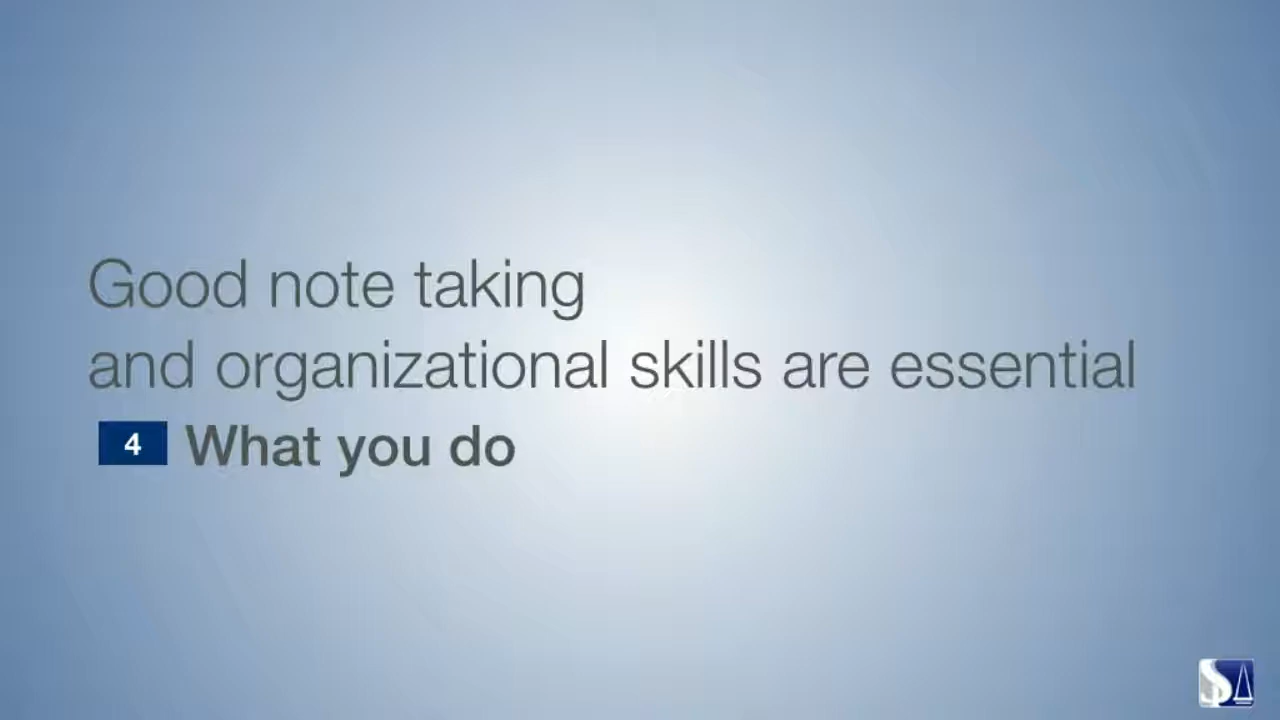 Good note taking
and organizational skills are essential
4 What you do